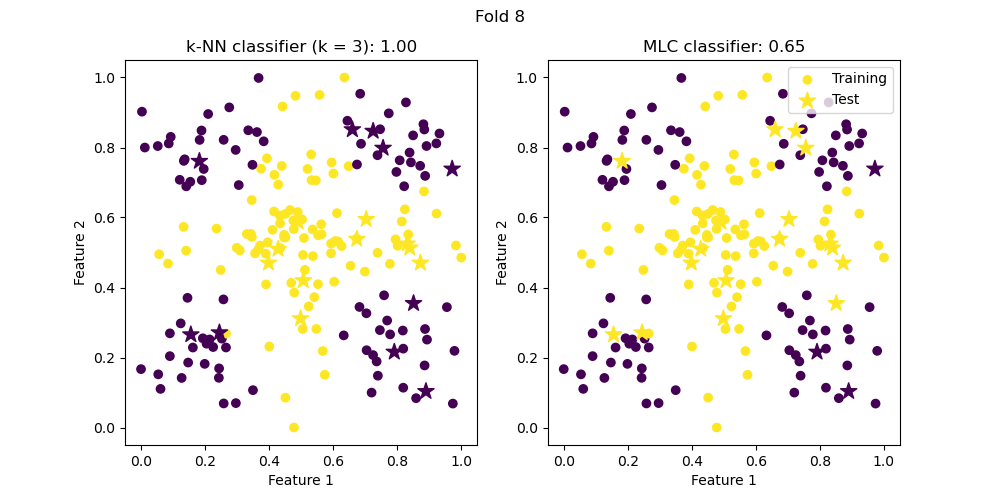 Fold 8
k-NN classifier (k = 3): 1.00
1.0
0.8
0.6
0.4
0.2
0.0
Feature 2
0.0 0.2 0.4 0.6 0.8 1.0
Feature 1
MLC classifier: 0.65
Training
Test
1.0
0.8
0.6
0.4
0.2
0.0
Feature 2
0.0 0.2 0.4 0.6 0.8 1.0
Feature 1